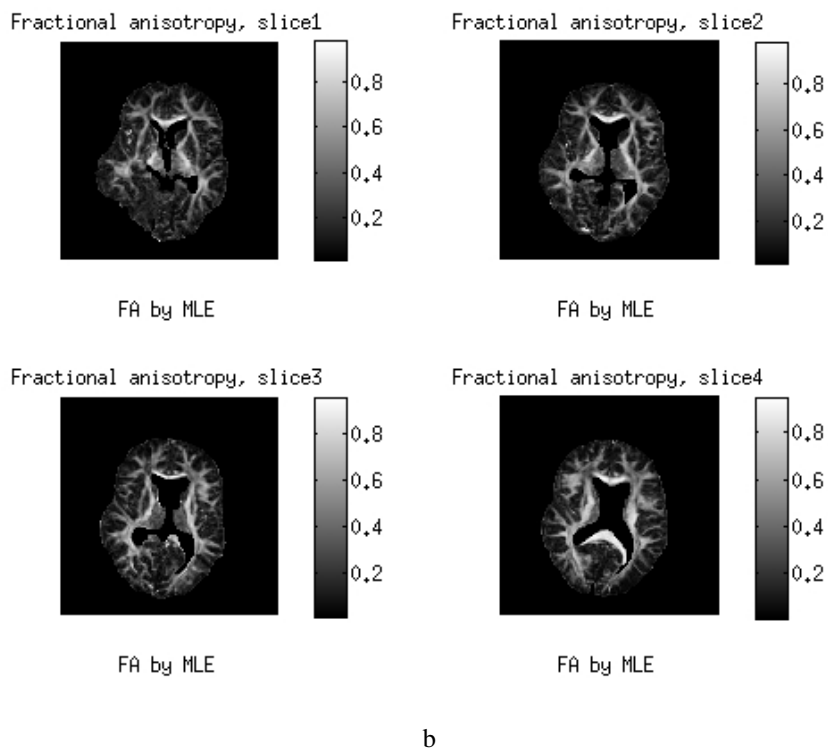 Fractional anisotropy, slice1
0.8
0.6
0.4
0.2
FA by MLE
Fractional anisotropy, slice2
0.8
0.6
0.4
0.2
FA by MLE
Fractional anisotropy, slice3
0.8
0.6
0.4
0.2
FA by MLE
Fractional anisotropy, slice4
0.8
0.6
0.4
0.2
FA by MLE
b